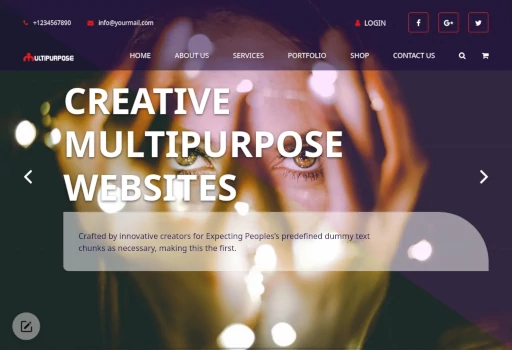 +1234567890 info@yourmail.com LOGIN
MULTIPURPOSE HOME ABOUT US SERVICES PORTFOLIO SHOP CONTACT US
CREATIVE
MULTIPURPOSE
WEBSITES
Crafted by innovative creators for Expecting Peoples's predefined dummy text
chunks as necessary, making this the first.